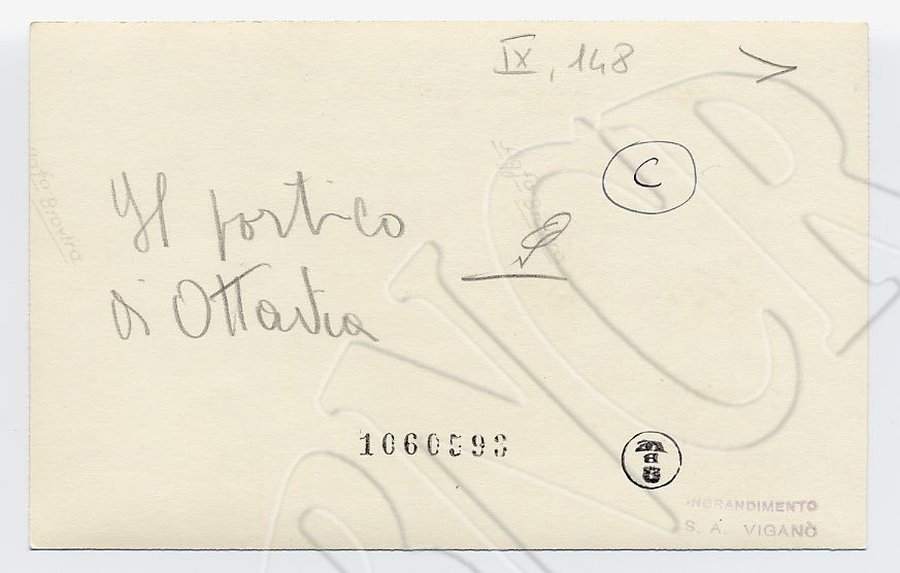 IX, 148
C
Il portico
di Ottavia
1060593
INGRANDIMENTO
S. A. VIGANÒ